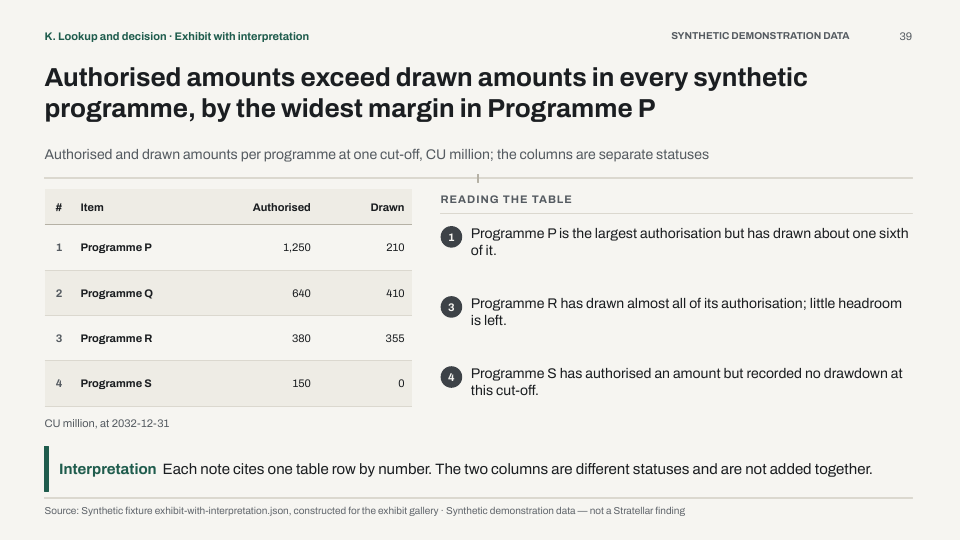 K. Lookup and decision · Exhibit with interpretation
SYNTHETIC DEMONSTRATION DATA
39
Authorised amounts exceed drawn amounts in every synthetic
programme, by the widest margin in Programme P
Authorised and drawn amounts per programme at one cut-off, CU million; the columns are separate statuses
# Item Authorised Drawn
1 Programme P 1,250 210
2 Programme Q 640 410
3 Programme R 380 355
4 Programme S 150 0
CU million, at 2032-12-31
READING THE TABLE
1 Programme P is the largest authorisation but has drawn about one sixth
of it.
3 Programme R has drawn almost all of its authorisation; little headroom
is left.
4 Programme S has authorised an amount but recorded no drawdown at
this cut-off.
Interpretation Each note cites one table row by number. The two columns are different statuses and are not added together.
Source: Synthetic fixture exhibit-with-interpretation.json, constructed for the exhibit gallery · Synthetic demonstration data — not a Stratellar finding